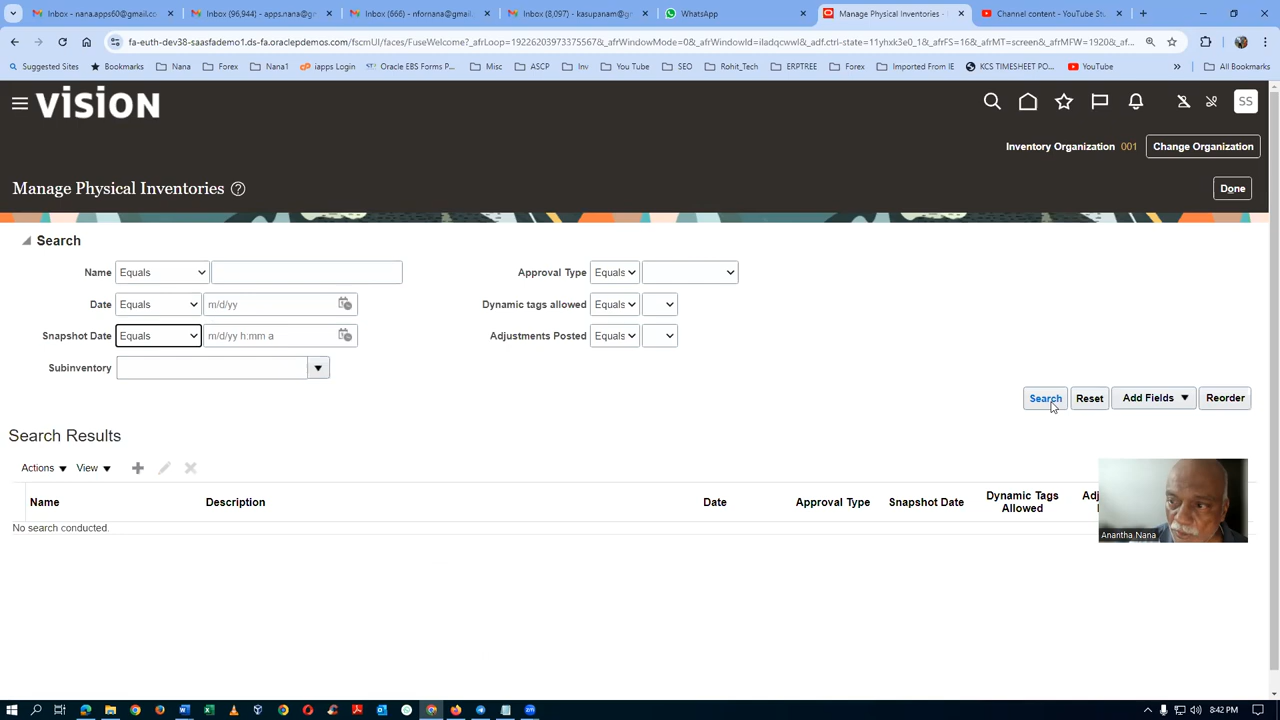 Inbox - nana.apps60@gmail.co
Inbox (96,944) - apps.nana@g
Inbox (666) - nfornana@gmail.
Inbox (8,097) - kasupanam@g
WhatsApp
Manage Physical Inventories -
Channel content - YouTube St
fa-euth-dev38-saasfademo1.ds-fa.oraclepdemos.com/fscmUI/faces/FuseWelcome?_afrLoop=19226203973375567&_afrWindowMode=0&_afrWindowId=iladqcwwl&_adf.ctrl-state=11yhxk3e0_1&_afrFS=16&_afrMT=screen&_afrMFW=1920&_afrM...
Suggested Sites
Bookmarks
Nana
Forex
Nana1
iapps Login
Oracle EBS Forms P...
Misc
ASCP
Inv
You Tube
SEO
Rohit_Tech
ERPTREE
Forex
Imported From IE
KCS TIMESHEET PO...
YouTube
All Bookmarks
VISION
SS
Inventory Organization 001 Change Organization
Manage Physical Inventories
Done
Search
Name Equals
Approval Type Equals
Date Equals m/d/yy
Dynamic tags allowed Equals
Snapshot Date Equals m/d/yy h:mm a
Adjustments Posted Equals
Subinventory
Search Reset Add Fields Reorder
Search Results
Actions View
Name Description Date Approval Type Snapshot Date Dynamic Tags Allowed
No search conducted.
Anantha Nana
8:42 PM